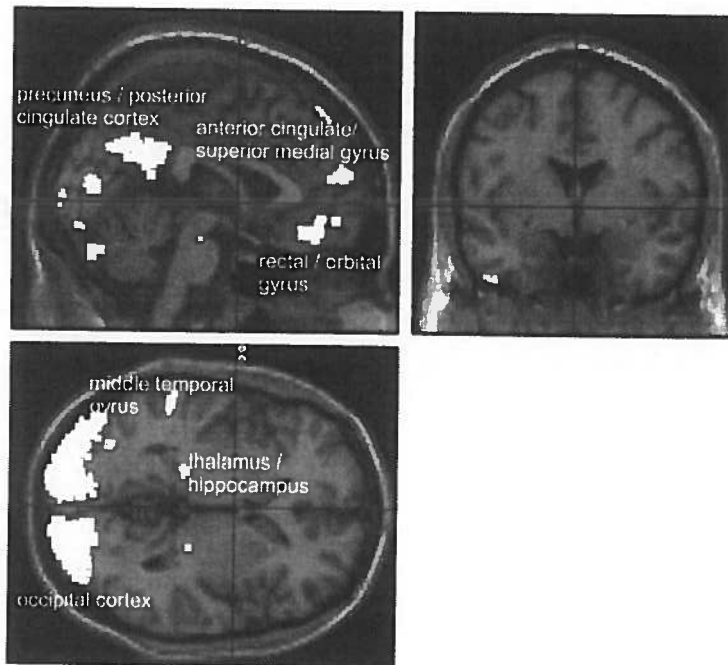 precuneus / posterior
cingulate cortex
anterior cingulate/
superior medial gyrus
rectal / orbital
gyrus
middle temporal
gyrus
thalamus /
hippocampus
occipital cortex